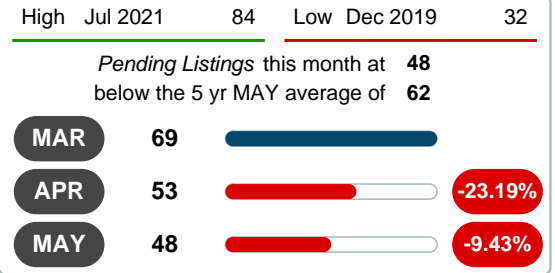 High Jul 2021 84 Low Dec 2019 32
Pending Listings this month at 48
below the 5 yr MAY average of 62
MAR 69
APR 53 -23.19%
MAY 48 -9.43%